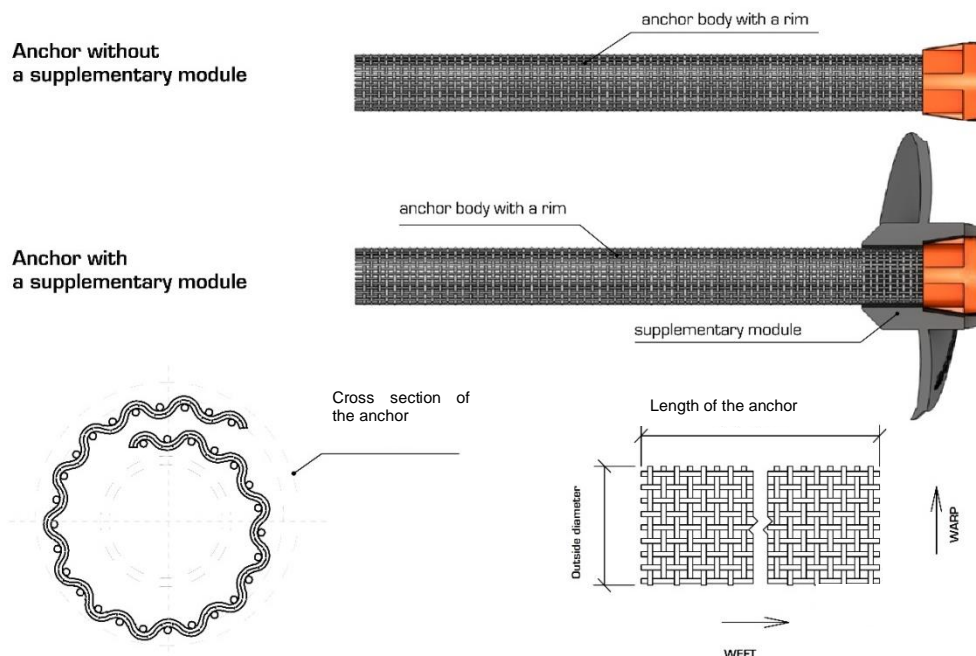 anchor body with a rim
Anchor without
a supplementary module
anchor body with a rim
Anchor with
a supplementary module
supplementary module
Cross section of
the anchor
Length of the anchor
Outside diameter
WARP
WEFT